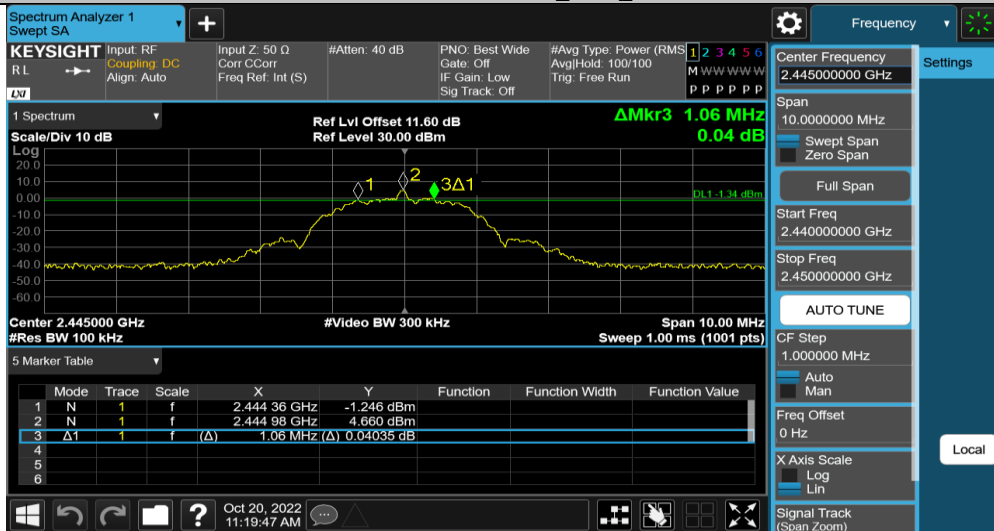 Spectrum Analyzer 1
Swept SA
+
Frequency
KEYSIGHT
RL
LXI
Input: RF
Coupling: DC
Align: Auto
Input Z: 50 Ω
Corr CCorr
Freq Ref: Int (S)
#Atten: 40 dB
PNO: Best Wide
Gate: Off
IF Gain: Low
Sig Track: Off
#Avg Type: Power (RMS
Avg|Hold: 100/100
Trig: Free Run
1 2 3 4 5 6
M W W W W W
P P P P P P
1 Spectrum
Scale/Div 10 dB
Ref Lvl Offset 11.60 dB
Ref Level 30.00 dBm
ΔMkr3 1.06 MHz
0.04 dB
Log
20.0
10.0
0.00
-10.0
-20.0
-30.0
-40.0
-50.0
-60.0
1
2
3Δ1
DL1 -1.34 dBm
Center 2.445000 GHz
#Video BW 300 kHz
Span 10.00 MHz
#Res BW 100 kHz
Sweep 1.00 ms (1001 pts)
5 Marker Table
Mode Trace Scale X Y Function Function Width Function Value
1 N 1 f 2.444 36 GHz -1.246 dBm
2 N 1 f 2.444 98 GHz 4.660 dBm
3 Δ1 1 f (Δ) 1.06 MHz (Δ) 0.04035 dB
4
5
6
Oct 20, 2022
11:19:47 AM
?
Center Frequency
2.445000000 GHz
Span
10.0000000 MHz
Swept Span
Zero Span
Full Span
Start Freq
2.440000000 GHz
Stop Freq
2.450000000 GHz
AUTO TUNE
CF Step
1.000000 MHz
Auto
Man
Freq Offset
0 Hz
X Axis Scale
Log
Lin
Signal Track
(Span Zoom)
Settings
Local